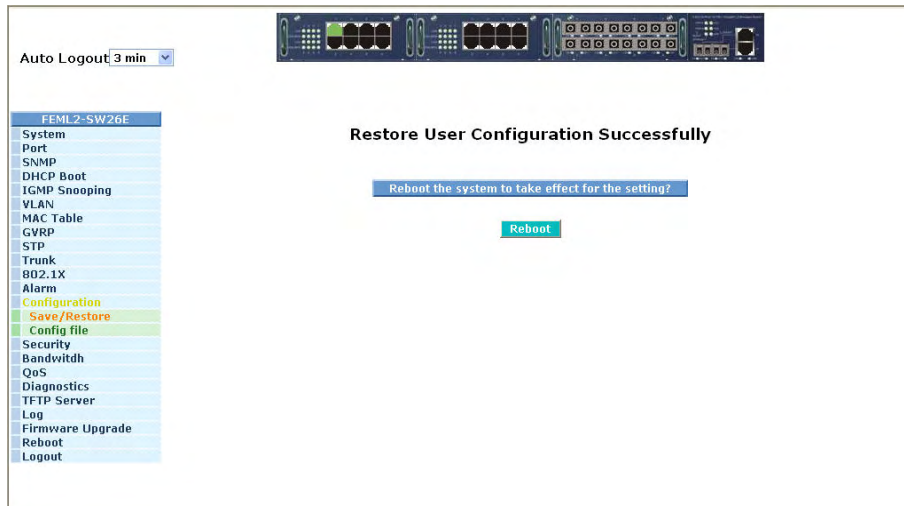 Auto Logout 3 min
FEML2-SW26E
System
Port
SNMP
DHCP Boot
IGMP Snooping
VLAN
MAC Table
GVRP
STP
Trunk
802.1X
Alarm
Configuration
Save/Restore
Config file
Security
Bandwitdh
QoS
Diagnostics
TFTP Server
Log
Firmware Upgrade
Reboot
Logout
Restore User Configuration Successfully
Reboot the system to take effect for the setting?
Reboot